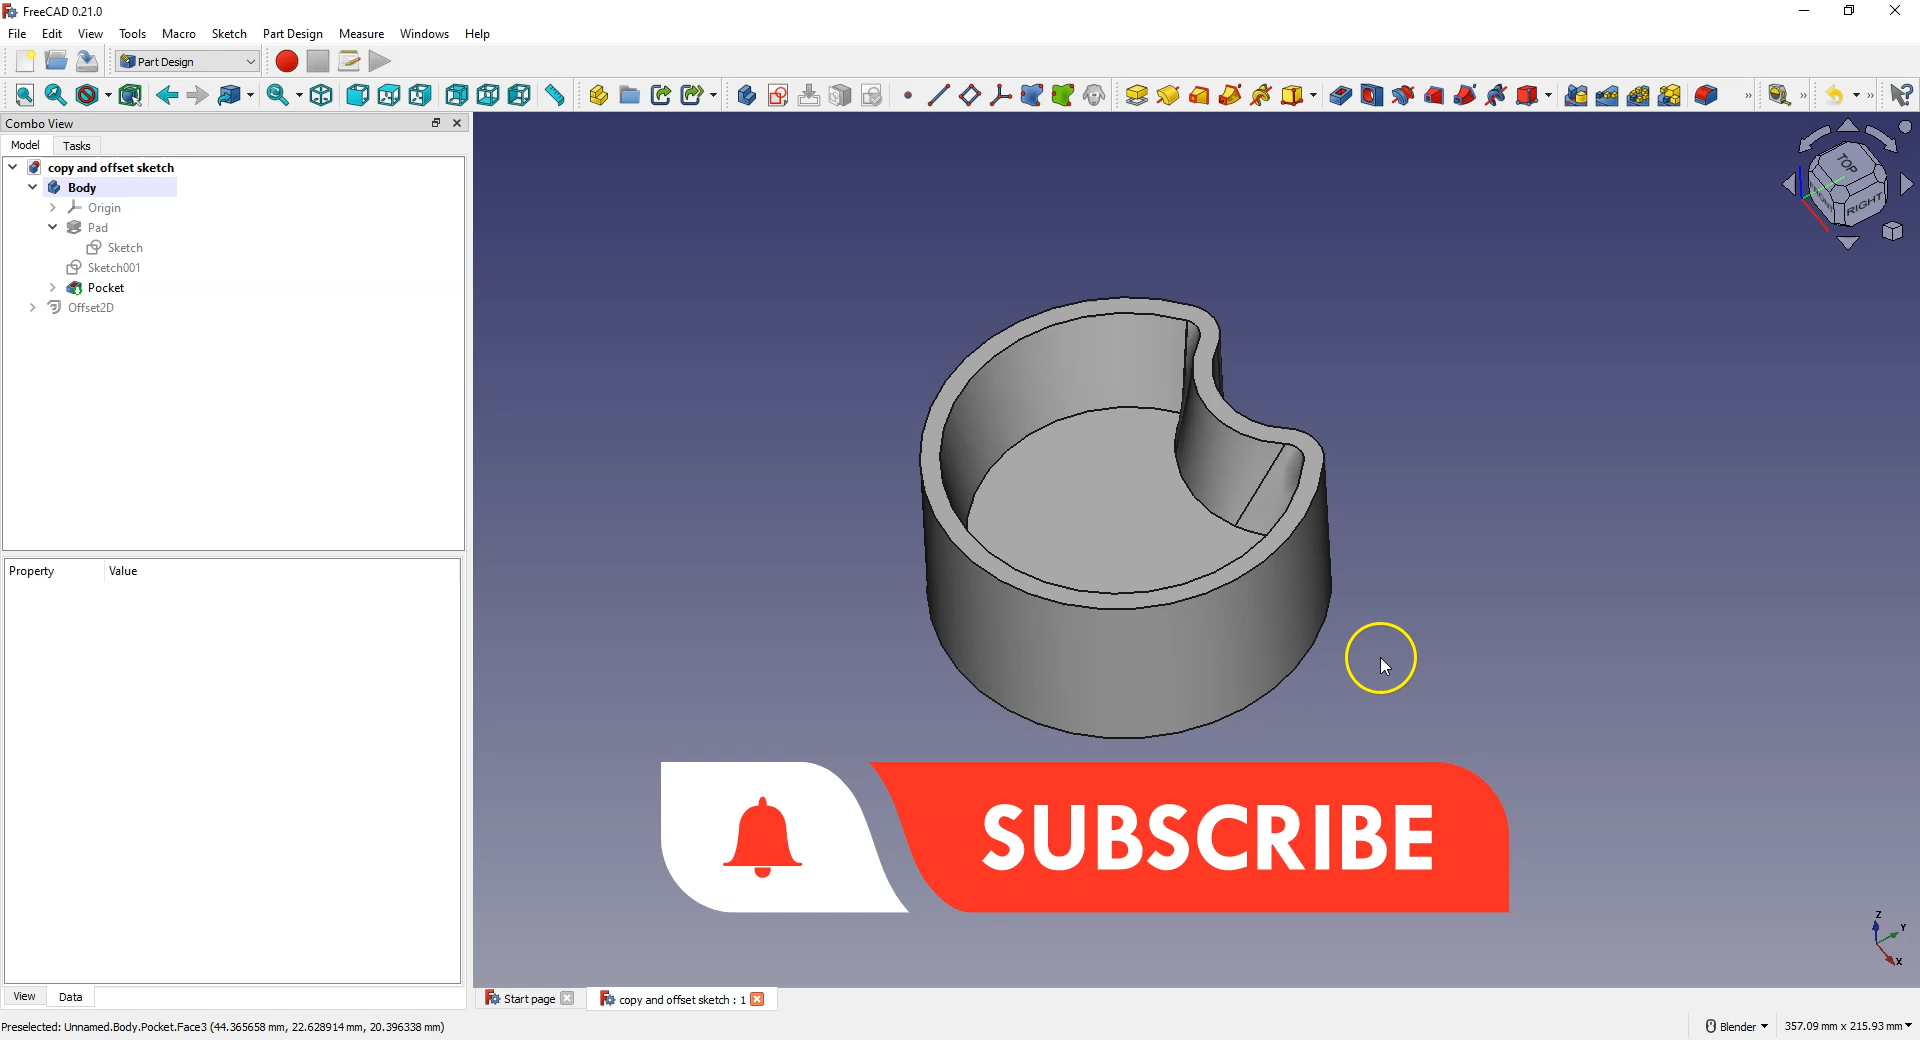 FreeCAD 0.21.0
File Edit View Tools Macro Sketch Part Design Measure Windows Help
Part Design
Combo View
Model Tasks
copy and offset sketch
Body
Origin
Pad
Sketch
Sketch001
Pocket
Offset2D
Property Value
TOP
RIGHT
SUBSCRIBE
Z
Y
X
View Data
Start page copy and offset sketch : 1
Preselected: Unnamed.Body.Pocket.Face3 (44.365658 mm, 22.628914 mm, 20.396338 mm)
Blender 357.09 mm x 215.93 mm